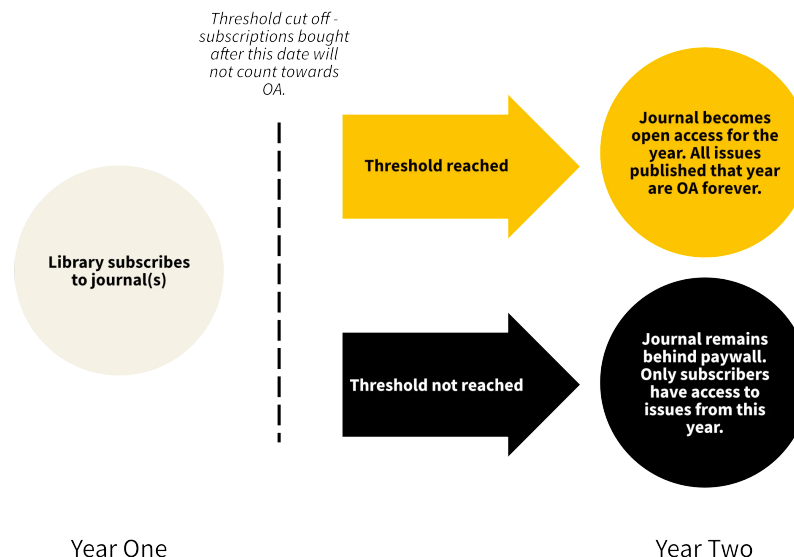 Threshold cut off -
subscriptions bought
after this date will
not count towards
OA.
Library subscribes
to journal(s)
Threshold reached
Journal becomes
open access for the
year. All issues
published that year
are OA forever.
Threshold not reached
Journal remains
behind paywall.
Only subscribers
have access to
issues from this
year.
Year One
Year Two